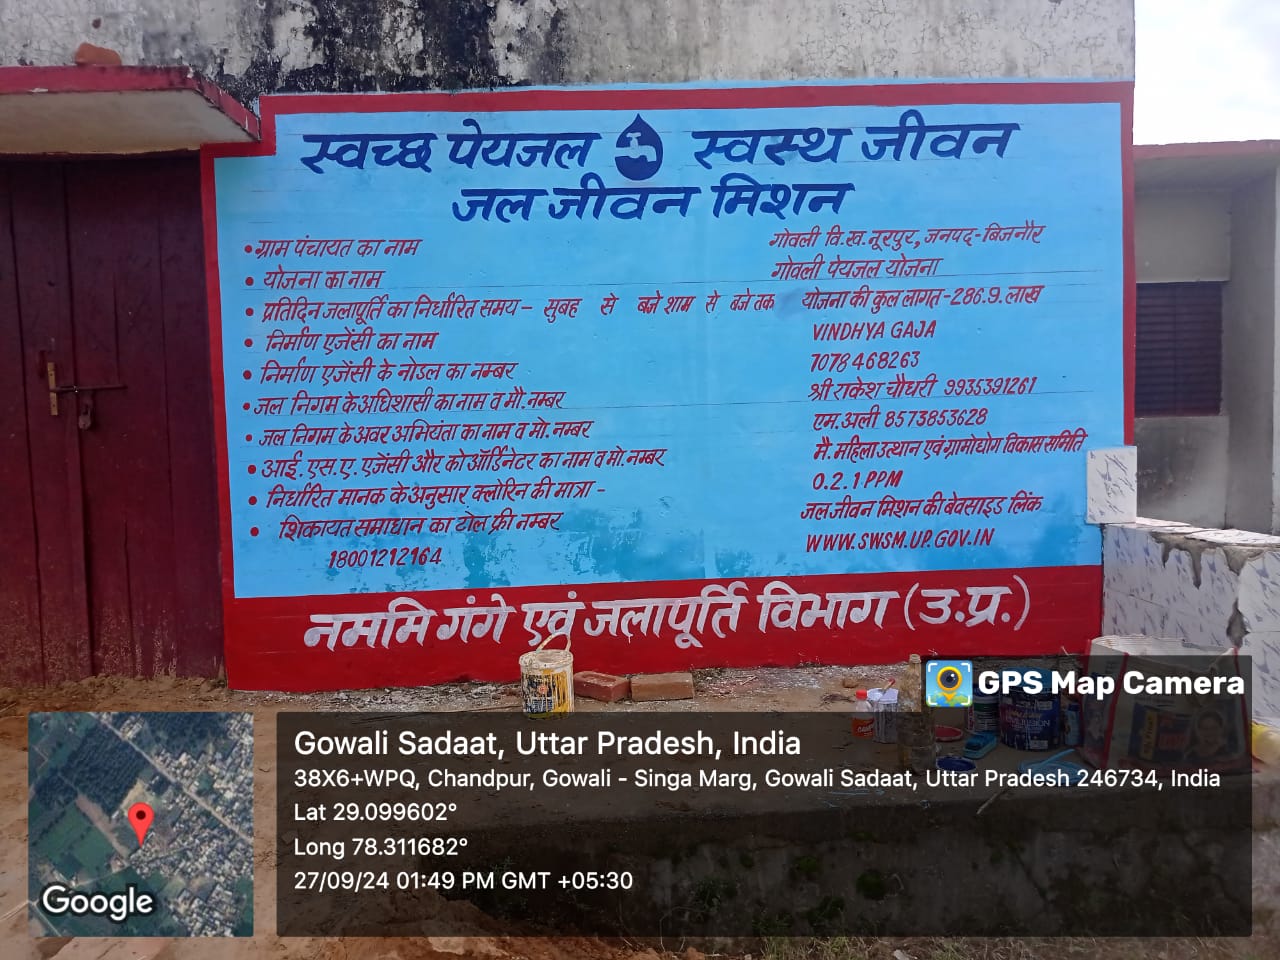 स्वच्छ पेयजल स्वस्थ जीवन
जल जीवन मिशन
• ग्राम पंचायत का नाम गोवली वि.ख. नूरपुर, जनपद-बिजनौर
• योजना का नाम गोवली पेयजल योजना
• प्रतिदिन जलापूर्ति का निर्धारित समय- सुबह से बजे शाम से बजे तक योजना की कुल लागत-286.9. लाख
• निर्माण एजेंसी का नाम VINDHYA GAJA
• निर्माण एजेंसी के नोडल का नम्बर 7078468263
• जल निगम के अधिशासी का नाम व मौ. नम्बर श्री राकेश चौधरी 9935391261
• जल निगम के अवर अभियंता का नाम व मो. नम्बर एम.अली 8573853628
• आई.एस.ए. एजेंसी और को ऑर्डिनेटर का नाम व मो. नम्बर मै. महिला उत्थान एवं ग्रामोद्योग विकास समिति
• निर्धारित मानक के अनुसार क्लोरिन की मात्रा- 0.2.1 PPM
• शिकायत समाधान का टोल फ्री नम्बर जल जीवन मिशन की बेवसाइड लिंक
18001212164 WWW.SWSM.UP.GOV.IN
नममि गंगे एवं जलापूर्ति विभाग (उ.प्र.)
GPS Map Camera
Gowali Sadaat, Uttar Pradesh, India
38X6+WPQ, Chandpur, Gowali - Singa Marg, Gowali Sadaat, Uttar Pradesh 246734, India
Lat 29.099602°
Long 78.311682°
27/09/24 01:49 PM GMT +05:30
Google